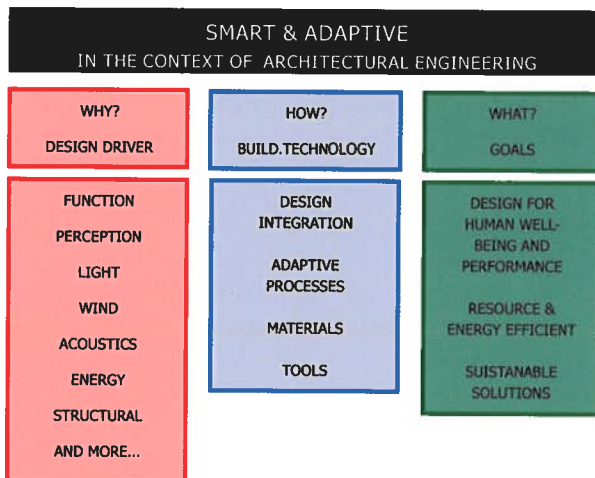 SMART & ADAPTIVE
IN THE CONTEXT OF ARCHITECTURAL ENGINEERING
WHY?
DESIGN DRIVER
FUNCTION
PERCEPTION
LIGHT
WIND
ACOUSTICS
ENERGY
STRUCTURAL
AND MORE...
HOW?
BUILD.TECHNOLOGY
DESIGN
INTEGRATION
ADAPTIVE
PROCESSES
MATERIALS
TOOLS
WHAT?
GOALS
DESIGN FOR
HUMAN WELL-
BEING AND
PERFORMANCE
RESOURCE &
ENERGY EFFICIENT
SUISTANABLE
SOLUTIONS